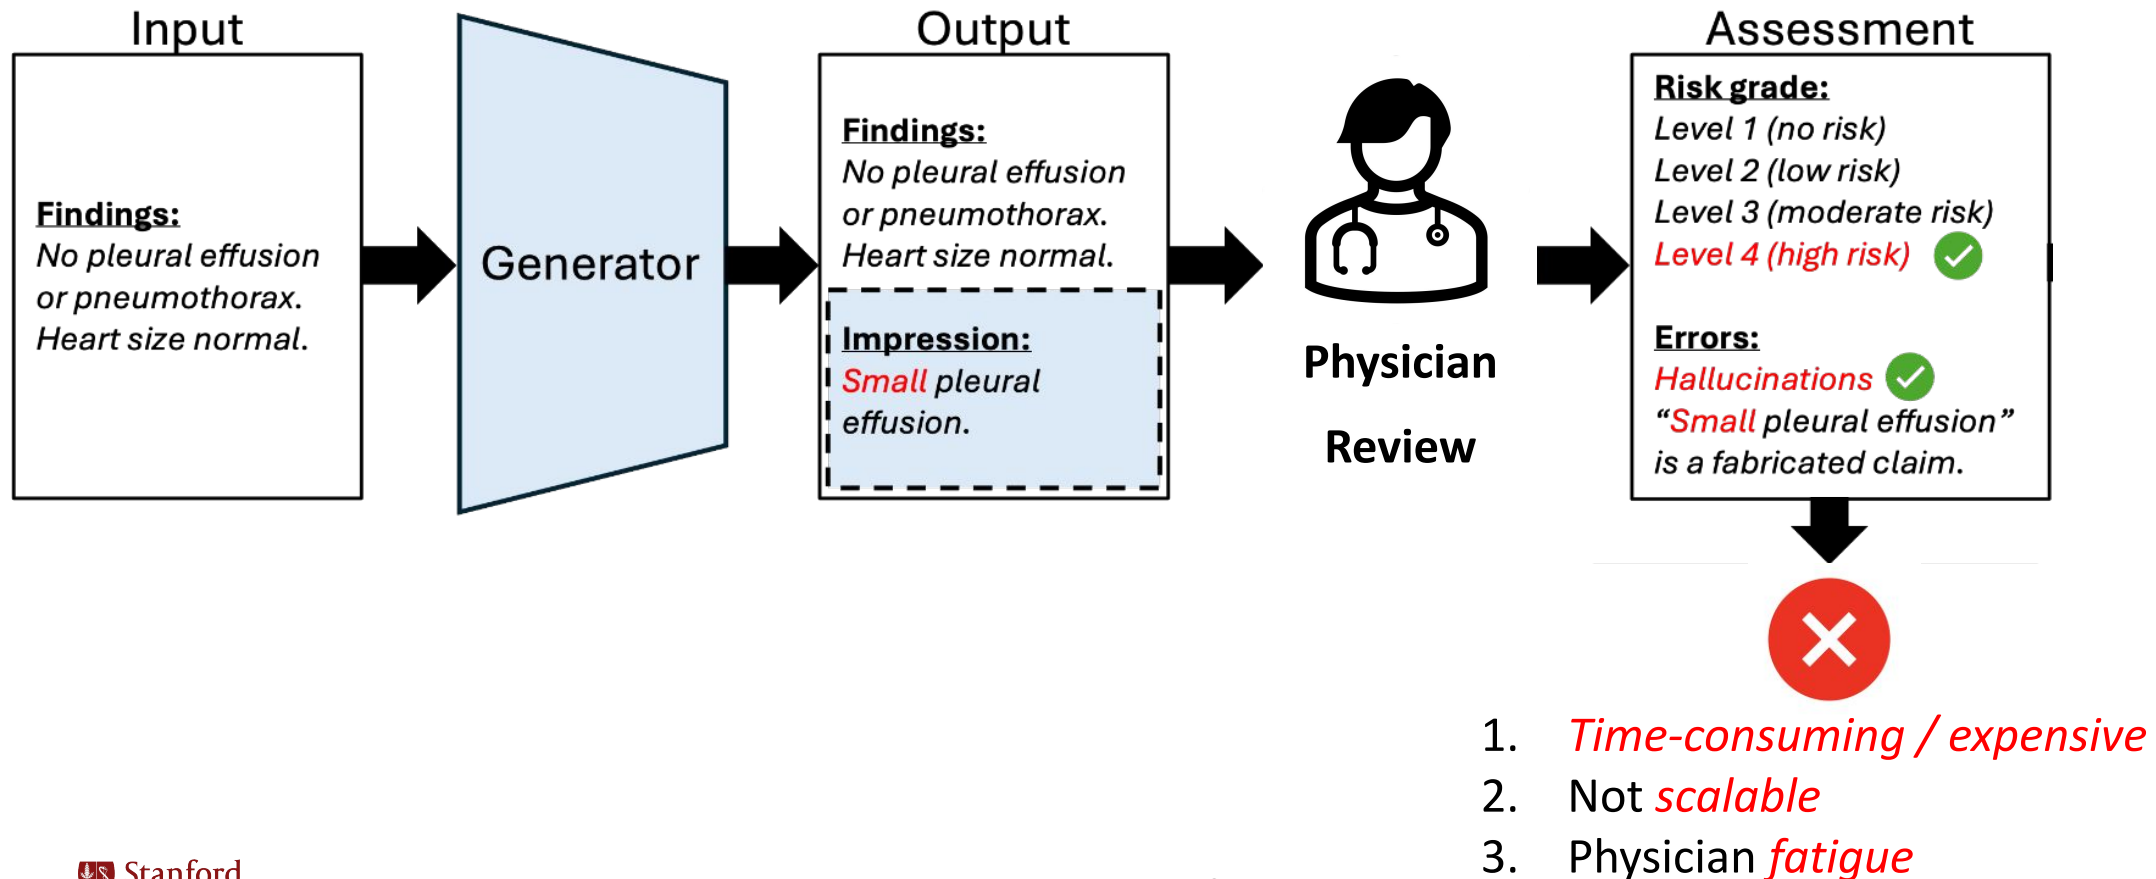 Input
Findings:
No pleural effusion
or pneumothorax.
Heart size normal.
Generator
Output
Findings:
No pleural effusion
or pneumothorax.
Heart size normal.
Impression:
Small pleural
effusion.
Physician
Review
Assessment
Risk grade:
Level 1 (no risk)
Level 2 (low risk)
Level 3 (moderate risk)
Level 4 (high risk)
Errors:
Hallucinations
“Small pleural effusion”
is a fabricated claim.
1. Time-consuming / expensive
2. Not scalable
3. Physician fatigue
Stanford